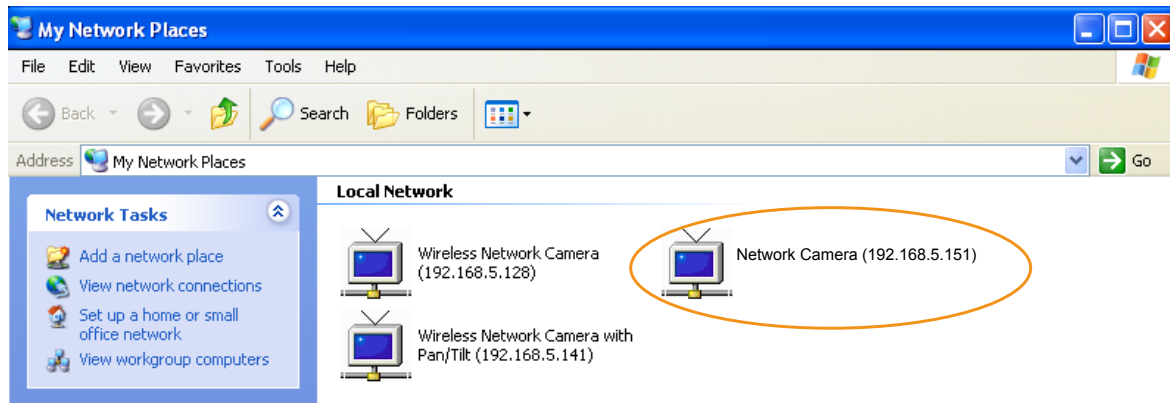 My Network Places
File Edit View Favorites Tools Help
Back Search Folders
Address My Network Places Go
Network Tasks
Add a network place
View network connections
Set up a home or small
office network
View workgroup computers
Local Network
Wireless Network Camera
(192.168.5.128)
Network Camera (192.168.5.151)
Wireless Network Camera with
Pan/Tilt (192.168.5.141)